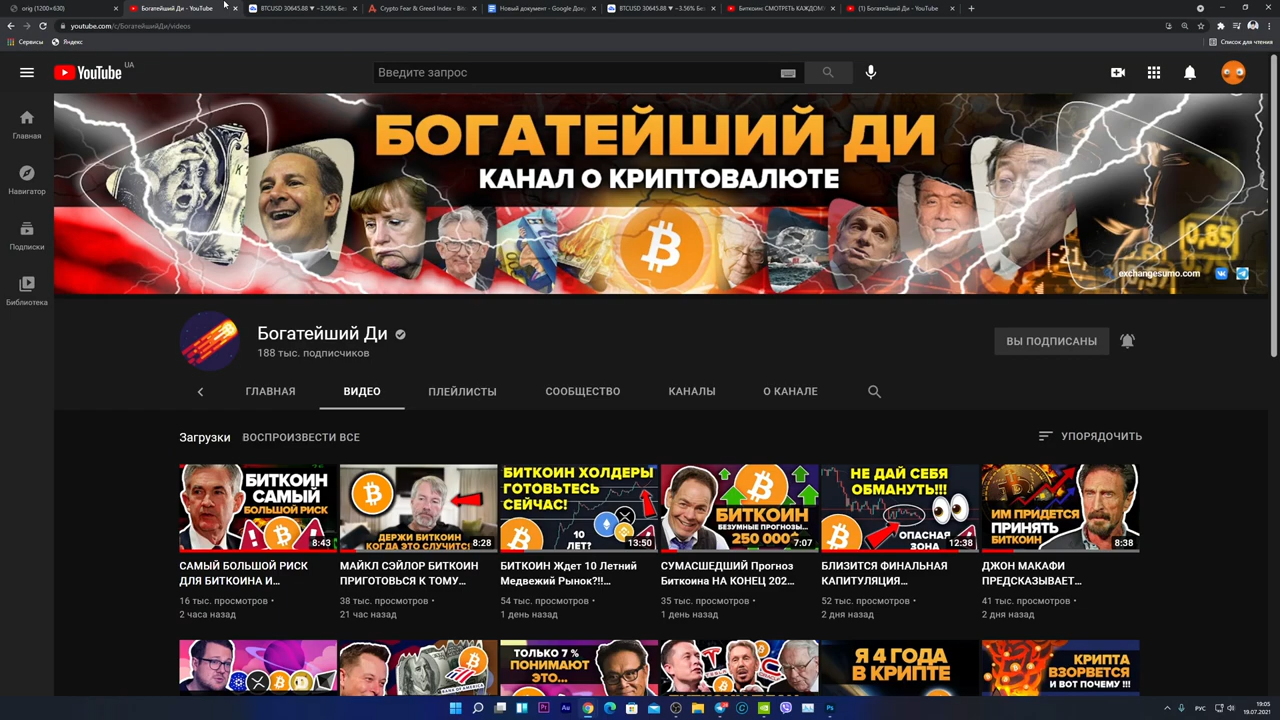 orig (1200×630)
Богатейший Ди - YouTube
BTCUSD 30645.88 ▼ −3.56% Без
Crypto Fear & Greed Index - Bit
Новый документ - Google Док
BTCUSD 30645.88 ▼ −3.56% Без
Биткоин: СМОТРЕТЬ КАЖДОМУ
(1) Богатейший Ди - YouTube
youtube.com/c/БогатейшийДи/videos
Сервисы
Яндекс
Список для чтения
YouTube UA
Введите запрос
Главная
Навигатор
Подписки
Библиотека
БОГАТЕЙШИЙ ДИ
КАНАЛ О КРИПТОВАЛЮТЕ
0,85
-21
exchangesumo.com
Богатейший Ди
188 тыс. подписчиков
ВЫ ПОДПИСАНЫ
ГЛАВНАЯ
ВИДЕО
ПЛЕЙЛИСТЫ
СООБЩЕСТВО
КАНАЛЫ
О КАНАЛЕ
Загрузки
ВОСПРОИЗВЕСТИ ВСЕ
УПОРЯДОЧИТЬ
БИТКОИН
САМЫЙ
БОЛЬШОЙ РИСК
8:43
САМЫЙ БОЛЬШОЙ РИСК
ДЛЯ БИТКОИНА И...
16 тыс. просмотров •
2 часа назад
ДЕРЖИ БИТКОИН
КОГДА ЭТО СЛУЧИТСЯ
8:28
МАЙКЛ СЭЙЛОР БИТКОИН
ПРИГОТОВЬСЯ К ТОМУ...
38 тыс. просмотров •
21 час назад
БИТКОИН ХОЛДЕРЫ
ГОТОВЬТЕСЬ
СЕЙЧАС!
10
ЛЕТ?
13:50
БИТКОИН Ждет 10 Летний
Медвежий Рынок?!!...
54 тыс. просмотров •
1 день назад
БИТКОИН
БЕЗУМНЫЕ ПРОГНОЗЫ...
250 000
7:07
СУМАСШЕДШИЙ Прогноз
Биткоина НА КОНЕЦ 202...
35 тыс. просмотров •
1 день назад
НЕ ДАЙ СЕБЯ
ОБМАНУТЬ!!!
ОПАСНАЯ
ЗОНА
12:38
БЛИЗИТСЯ ФИНАЛЬНАЯ
КАПИТУЛЯЦИЯ...
52 тыс. просмотров •
2 дня назад
ИМ ПРИДЕТСЯ
ПРИНЯТЬ
БИТКОИН
8:38
ДЖОН МАКАФИ
ПРЕДСКАЗЫВАЕТ...
41 тыс. просмотров •
2 дня назад
ТОЛЬКО 7 %
ПОНИМАЮТ
ЭТО...
Я 4 ГОДА
В КРИПТЕ
КРИПТА
ВЗОРВЕТСЯ
И ВОТ ПОЧЕМУ !!!
РУС
19:05
19.07.2021